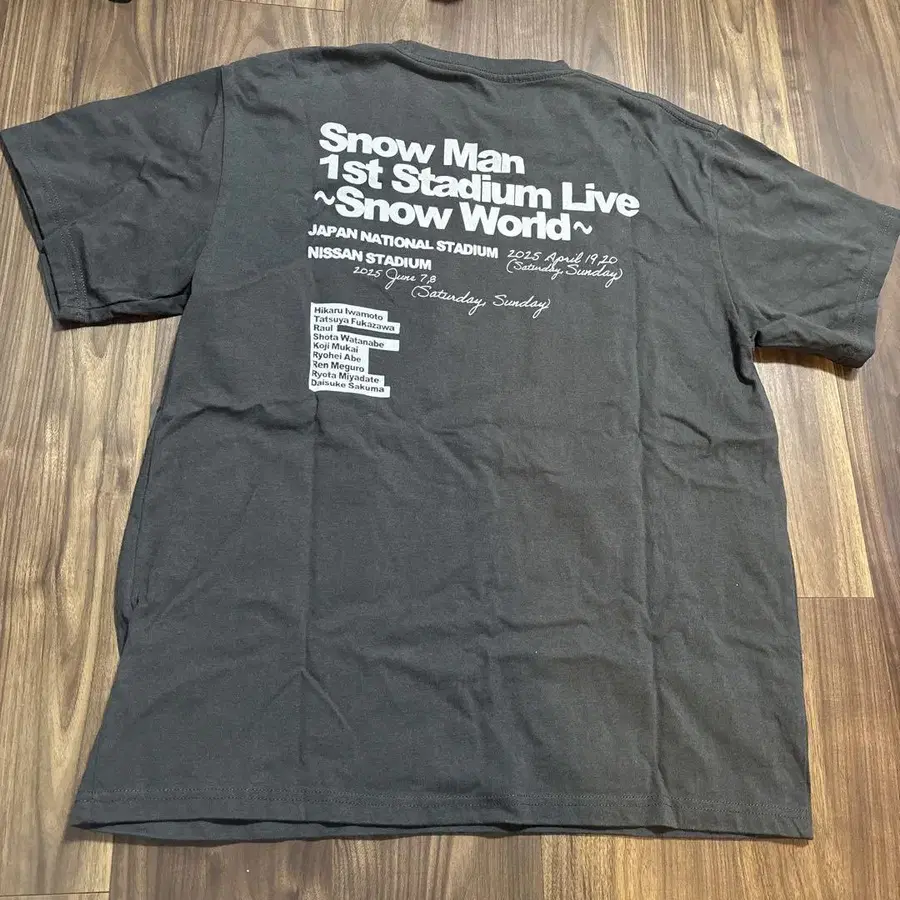 Snow Man
1st Stadium Live
~Snow World~
JAPAN NATIONAL STADIUM 2025 April 19,20
(Saturday, Sunday)
NISSAN STADIUM
2025 June 7,8
(Saturday, Sunday)
Hikaru Iwamoto
Tatsuya Fukazawa
Raul
Shota Watanabe
Koji Mukai
Ryohei Abe
Ren Meguro
Ryota Miyadate
Daisuke Sakuma